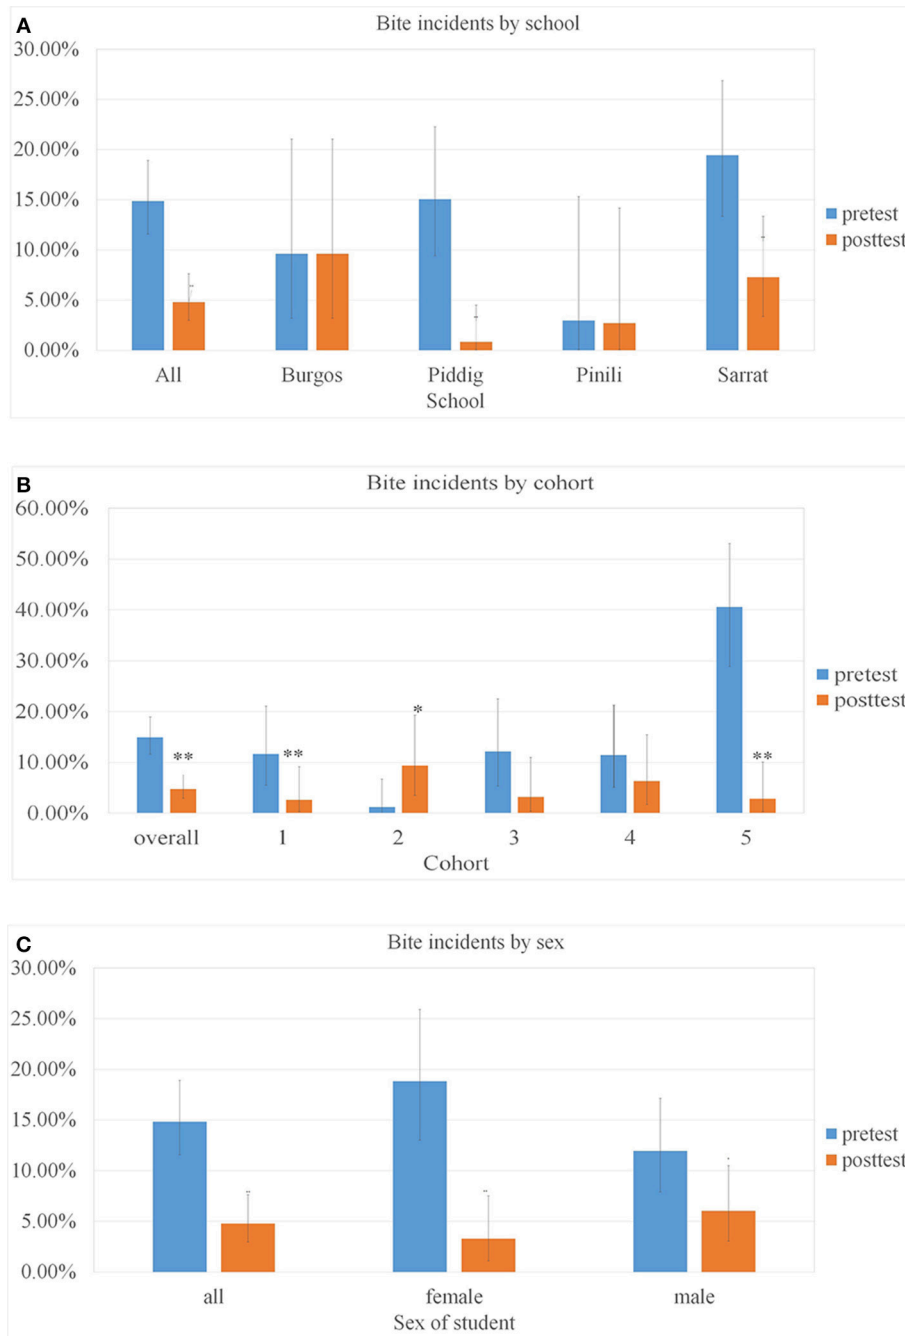 A
Bite incidents by school
30.00%
25.00%
20.00%
15.00%
10.00%
5.00%
0.00%
pretest
posttest
All Burgos Piddig Pinili Sarrat
School
B
Bite incidents by cohort
60.00%
50.00%
40.00%
30.00%
20.00%
10.00%
0.00%
** ** * **
pretest
posttest
overall 1 2 3 4 5
Cohort
C
Bite incidents by sex
30.00%
25.00%
20.00%
15.00%
10.00%
5.00%
0.00%
pretest
posttest
all female male
Sex of student